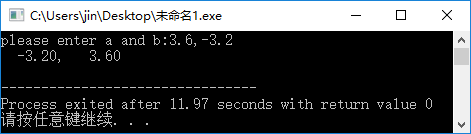 C:\Users\jin\Desktop\未命名1.exe
please enter a and b:3.6,-3.2
  -3.20,   3.60

--------------------------------
Process exited after 11.97 seconds with return value 0
请按任意键继续. . .